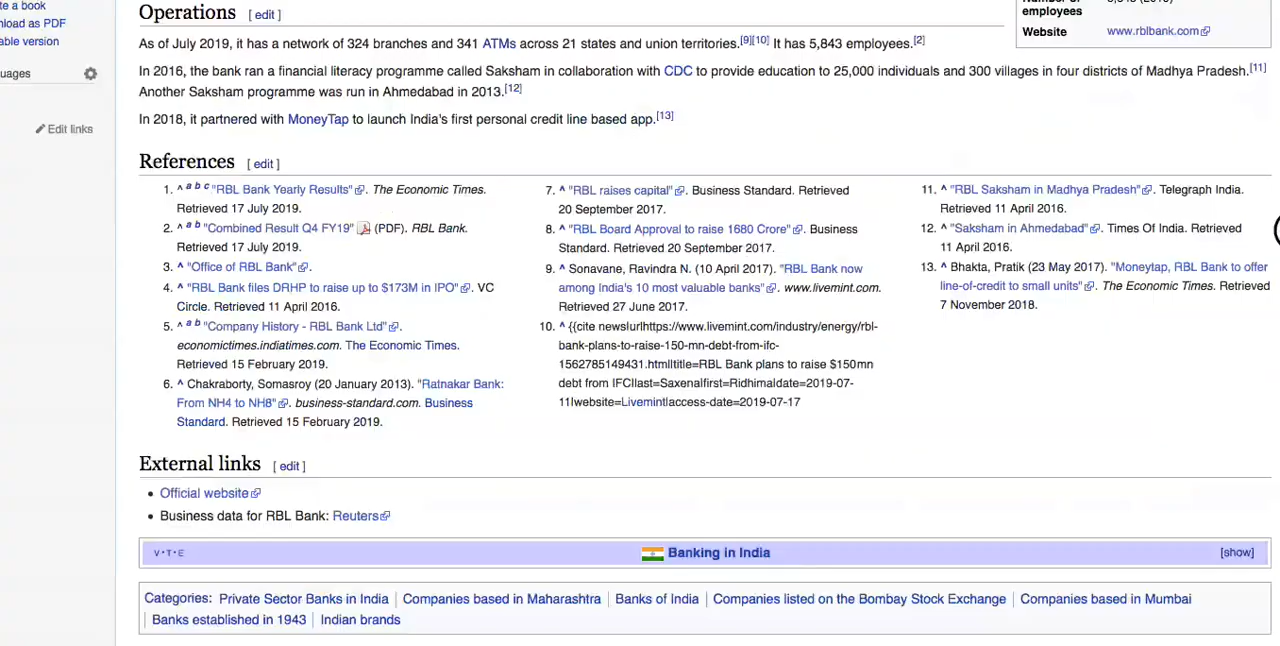 te a book
nload as PDF
able version
uages
Edit links
Operations [ edit ]
employees
Website www.rblbank.com
As of July 2019, it has a network of 324 branches and 341 ATMs across 21 states and union territories.[9][10] It has 5,843 employees.[2]
In 2016, the bank ran a financial literacy programme called Saksham in collaboration with CDC to provide education to 25,000 individuals and 300 villages in four districts of Madhya Pradesh.[11]
Another Saksham programme was run in Ahmedabad in 2013.[12]
In 2018, it partnered with MoneyTap to launch India's first personal credit line based app.[13]
References [ edit ]
1. ^ a b c "RBL Bank Yearly Results". The Economic Times.
Retrieved 17 July 2019.
2. ^ a b "Combined Result Q4 FY19" (PDF). RBL Bank.
Retrieved 17 July 2019.
3. ^ "Office of RBL Bank".
4. ^ "RBL Bank files DRHP to raise up to $173M in IPO". VC
Circle. Retrieved 11 April 2016.
5. ^ a b "Company History - RBL Bank Ltd".
economictimes.indiatimes.com. The Economic Times.
Retrieved 15 February 2019.
6. ^ Chakraborty, Somasroy (20 January 2013). "Ratnakar Bank:
From NH4 to NH8". business-standard.com. Business
Standard. Retrieved 15 February 2019.
7. ^ "RBL raises capital". Business Standard. Retrieved
20 September 2017.
8. ^ "RBL Board Approval to raise 1680 Crore". Business
Standard. Retrieved 20 September 2017.
9. ^ Sonavane, Ravindra N. (10 April 2017). "RBL Bank now
among India's 10 most valuable banks". www.livemint.com.
Retrieved 27 June 2017.
10. ^ {{cite newslurlhttps://www.livemint.com/industry/energy/rbl-
bank-plans-to-raise-150-mn-debt-from-ifc-
1562785149431.html|title=RBL Bank plans to raise $150mn
debt from IFC||last=Saxena|first=Ridhima|date=2019-07-
11|website=Livemint|access-date=2019-07-17
11. ^ "RBL Saksham in Madhya Pradesh". Telegraph India.
Retrieved 11 April 2016.
12. ^ "Saksham in Ahmedabad". Times Of India. Retrieved
11 April 2016.
13. ^ Bhakta, Pratik (23 May 2017). "Moneytap, RBL Bank to offer
line-of-credit to small units". The Economic Times. Retrieved
7 November 2018.
External links [ edit ]
• Official website
• Business data for RBL Bank: Reuters
V·T·E Banking in India [show]
Categories: Private Sector Banks in India | Companies based in Maharashtra | Banks of India | Companies listed on the Bombay Stock Exchange | Companies based in Mumbai
Banks established in 1943 | Indian brands